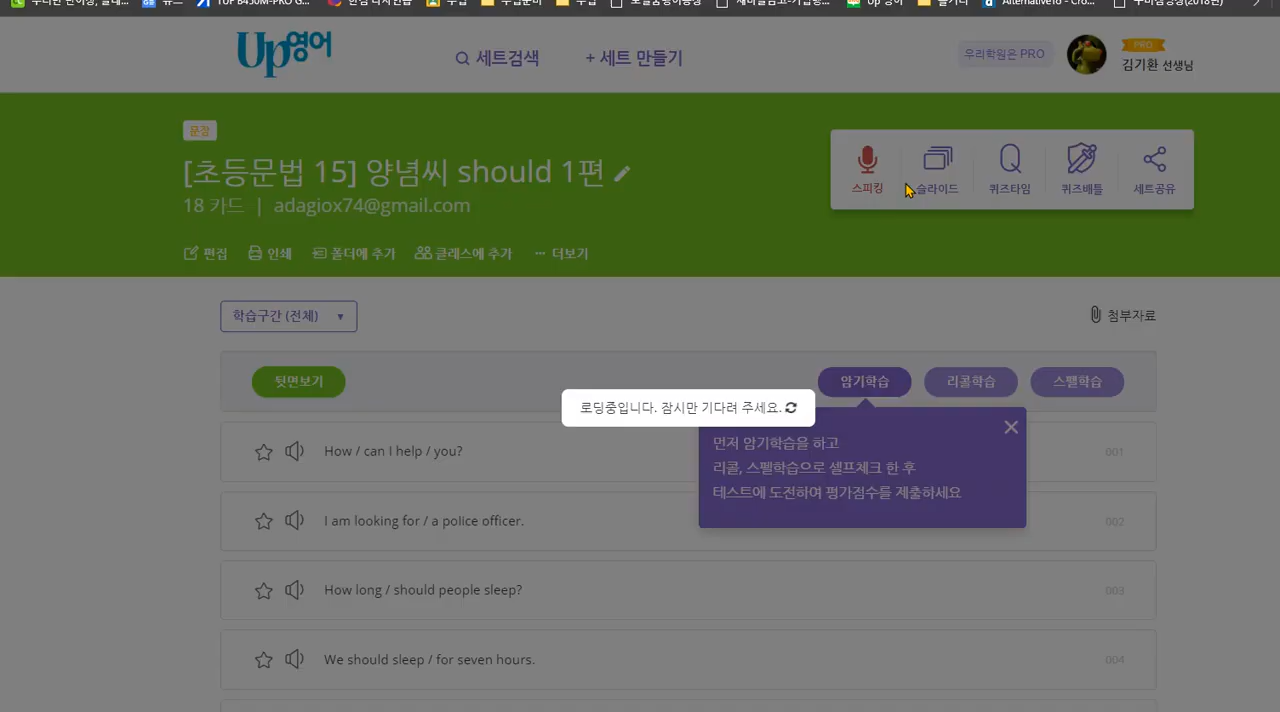 Up영어
세트검색
+ 세트 만들기
우리학원은 PRO
PRO
김기환 선생님
문장
[초등문법 15] 양념씨 should 1편
18 카드 | adagiox74@gmail.com
스피킹
슬라이드
퀴즈타임
퀴즈배틀
세트공유
편집
인쇄
폴더에 추가
클레스에 추가
··· 더보기
학습구간 (전체) ▼
첨부자료
뒷면보기
암기학습
리콜학습
스펠학습
로딩중입니다. 잠시만 기다려 주세요.
먼저 암기학습을 하고
리콜, 스펠학습으로 셀프체크 한 후
테스트에 도전하여 평가점수를 제출하세요
How / can I help / you?
001
I am looking for / a police officer.
002
How long / should people sleep?
003
We should sleep / for seven hours.
004